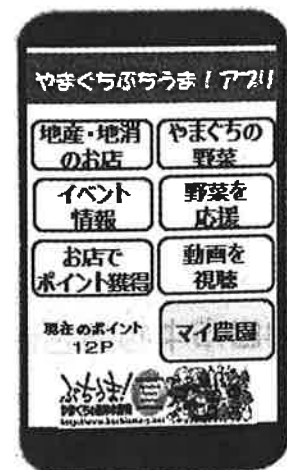 やまぐちぶちうま!アプリ
地産・地消
のお店
やまぐちの
野菜
イベント
情報
野菜を
応援
お店で
ポイント獲得
動画を
視聴
現在のポイント
12P
マイ農園
ぶちうま!